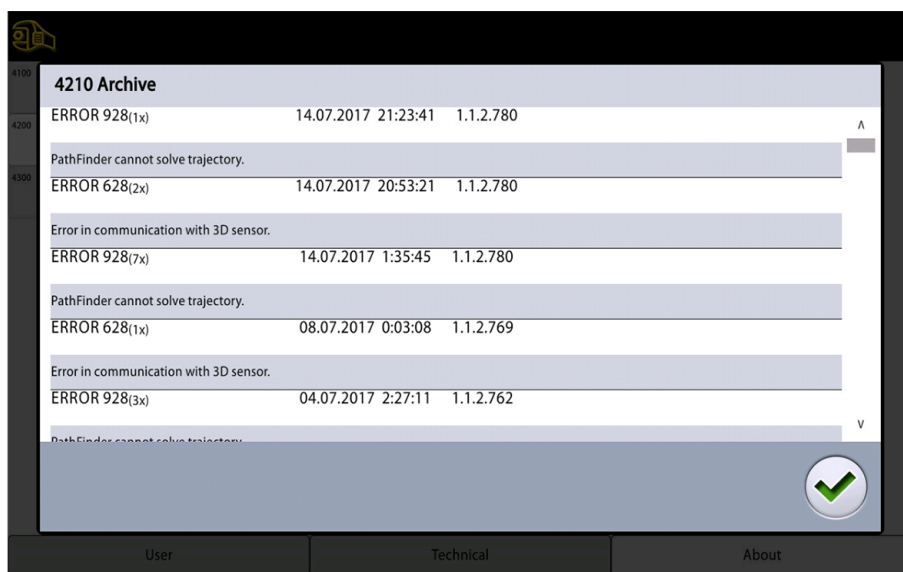 4210 Archive
4100
4200
4300
ERROR 928(1x) 14.07.2017 21:23:41 1.1.2.780
PathFinder cannot solve trajectory.
ERROR 628(2x) 14.07.2017 20:53:21 1.1.2.780
Error in communication with 3D sensor.
ERROR 928(7x) 14.07.2017 1:35:45 1.1.2.780
PathFinder cannot solve trajectory.
ERROR 628(1x) 08.07.2017 0:03:08 1.1.2.769
Error in communication with 3D sensor.
ERROR 928(3x) 04.07.2017 2:27:11 1.1.2.762
PathFinder cannot solve trajectory.
User Technical About